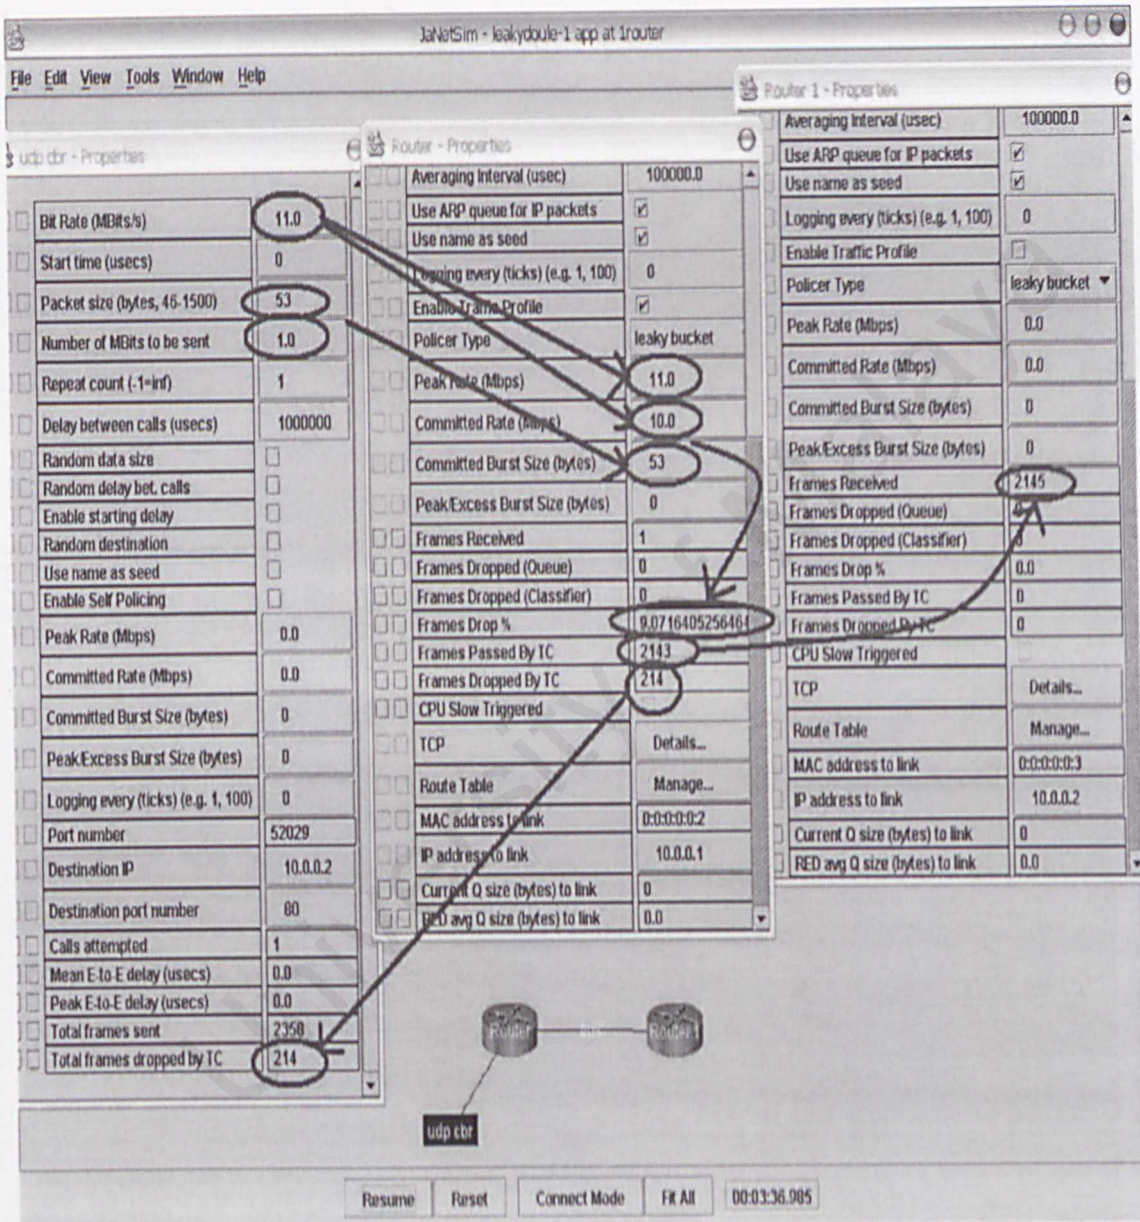 JaNetSim - leakydoule-1 app at 1router
File Edit View Tools Window Help
udp cbr - Properties
Bit Rate (MBits/s) 11.0
Start time (usecs) 0
Packet size (bytes, 46-1500) 53
Number of MBits to be sent 1.0
Repeat count (-1=inf) 1
Delay between calls (usecs) 1000000
Random data size
Random delay bet. calls
Enable starting delay
Random destination
Use name as seed
Enable Self Policing
Peak Rate (Mbps) 0.0
Committed Rate (Mbps) 0.0
Committed Burst Size (bytes) 0
Peak/Excess Burst Size (bytes) 0
Logging every (ticks) (e.g. 1, 100) 0
Port number 52029
Destination IP 10.0.0.2
Destination port number 80
Calls attempted 1
Mean E-to-E delay (usecs) 0.0
Peak E-to-E delay (usecs) 0.0
Total frames sent 2358
Total frames dropped by TC 214
Router - Properties
Averaging Interval (usec) 100000.0
Use ARP queue for IP packets
Use name as seed
Logging every (ticks) (e.g. 1, 100) 0
Enable Traffic Profile
Policer Type leaky bucket
Peak Rate (Mbps) 11.0
Committed Rate (Mbps) 10.0
Committed Burst Size (bytes) 53
Peak/Excess Burst Size (bytes) 0
Frames Received 1
Frames Dropped (Queue) 0
Frames Dropped (Classifier) 0
Frames Drop % 9.0716405256464
Frames Passed By TC 2143
Frames Dropped By TC 214
CPU Slow Triggered
TCP Details...
Route Table Manage...
MAC address to link 0:0:0:0:0:2
IP address to link 10.0.0.1
Current Q size (bytes) to link 0
RED avg Q size (bytes) to link 0.0
Router 1 - Properties
Averaging Interval (usec) 100000.0
Use ARP queue for IP packets
Use name as seed
Logging every (ticks) (e.g. 1, 100) 0
Enable Traffic Profile
Policer Type leaky bucket
Peak Rate (Mbps) 0.0
Committed Rate (Mbps) 0.0
Committed Burst Size (bytes) 0
Peak/Excess Burst Size (bytes) 0
Frames Received 2145
Frames Dropped (Queue) 0
Frames Dropped (Classifier)
Frames Drop % 0.0
Frames Passed By TC 0
Frames Dropped By TC 0
CPU Slow Triggered
TCP Details...
Route Table Manage...
MAC address to link 0:0:0:0:0:3
IP address to link 10.0.0.2
Current Q size (bytes) to link 0
RED avg Q size (bytes) to link 0.0
udp cbr
Resume Reset Connect Mode Fit All 00:03:36.985